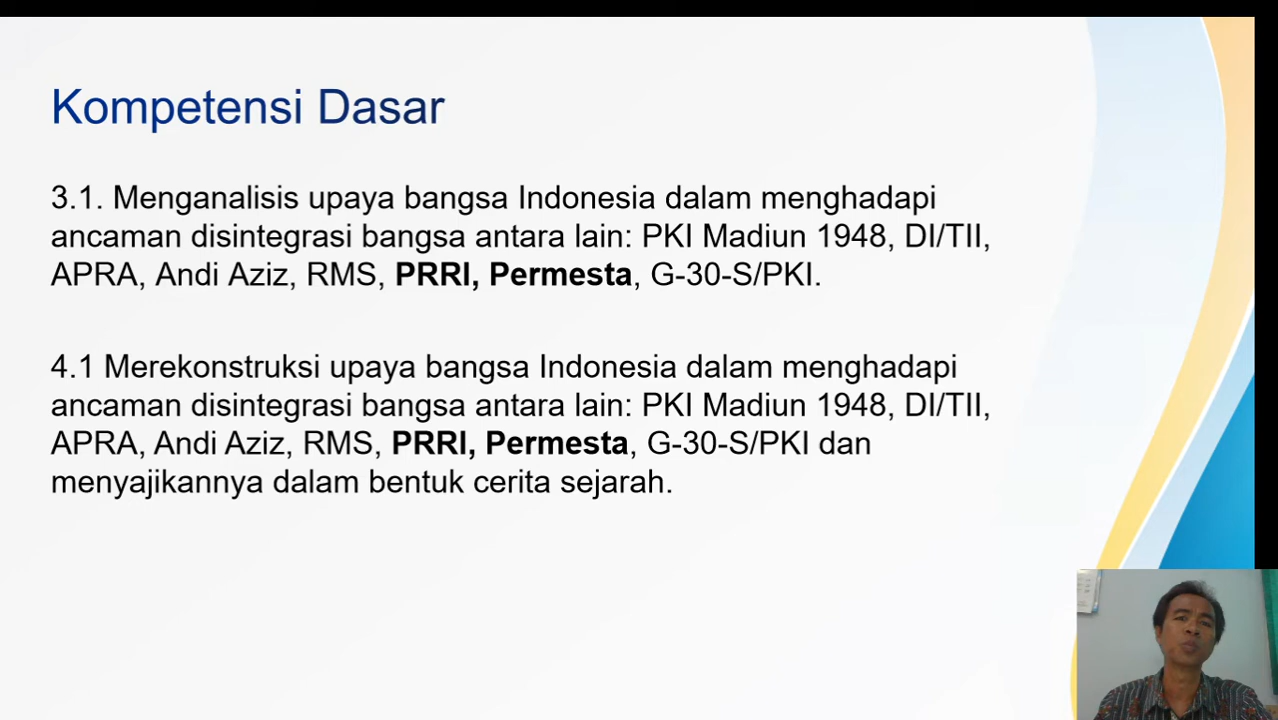 Kompetensi Dasar
3.1. Menganalisis upaya bangsa Indonesia dalam menghadapi
ancaman disintegrasi bangsa antara lain: PKI Madiun 1948, DI/TII,
APRA, Andi Aziz, RMS, PRRI, Permesta, G-30-S/PKI.
4.1 Merekonstruksi upaya bangsa Indonesia dalam menghadapi
ancaman disintegrasi bangsa antara lain: PKI Madiun 1948, DI/TII,
APRA, Andi Aziz, RMS, PRRI, Permesta, G-30-S/PKI dan
menyajikannya dalam bentuk cerita sejarah.